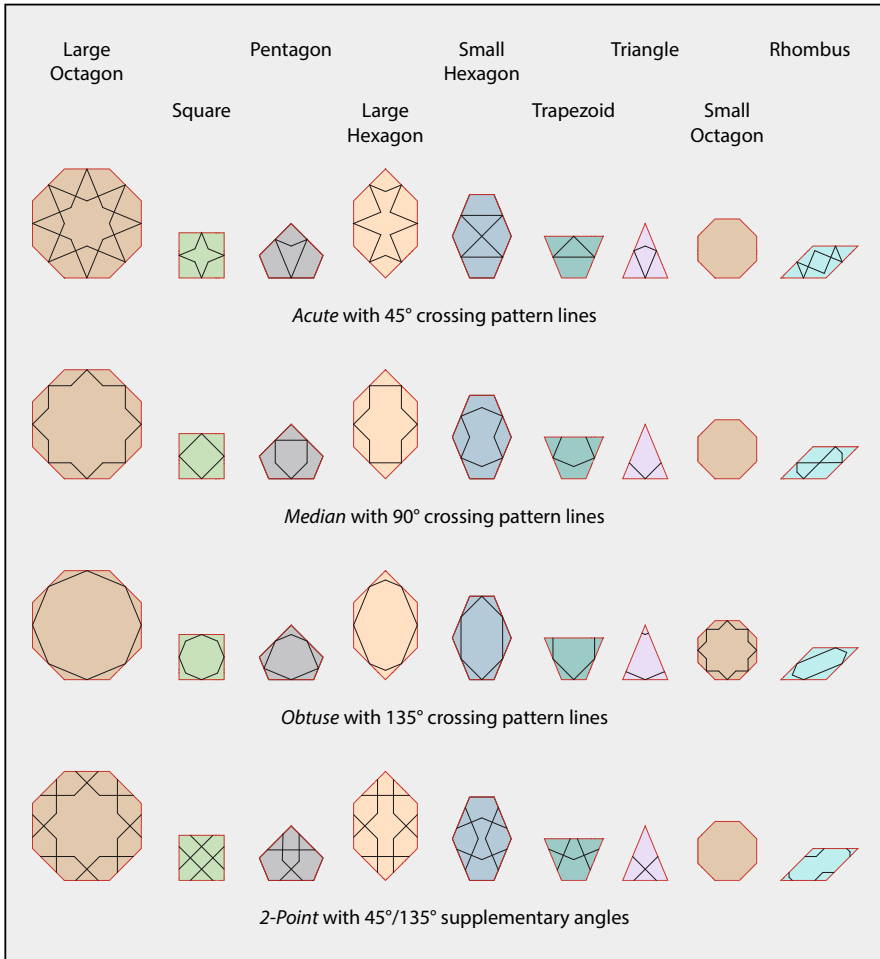 Large
Octagon
Pentagon
Small
Hexagon
Triangle
Rhombus
Square
Large
Hexagon
Trapezoid
Small
Octagon
Acute with 45° crossing pattern lines
Median with 90° crossing pattern lines
Obtuse with 135° crossing pattern lines
2-Point with 45°/135° supplementary angles